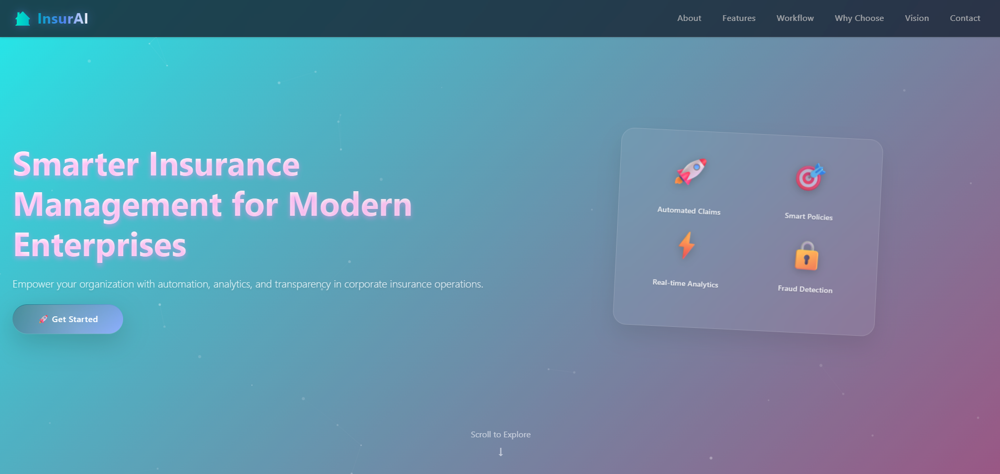 InsurAI
About
Features
Workflow
Why Choose
Vision
Contact
Smarter Insurance
Management for Modern
Enterprises
Empower your organization with automation, analytics, and transparency in corporate insurance operations.
🚀 Get Started
Automated Claims
Smart Policies
Real-time Analytics
Fraud Detection
Scroll to Explore
↓